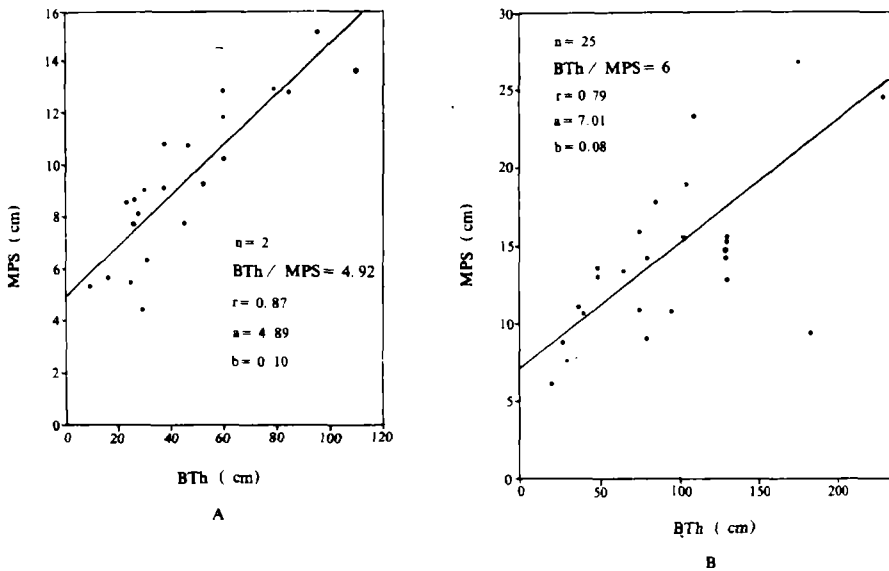 16
14
12
10
8
6
4
2
0
MPS (cm)
n = 2
BTh / MPS = 4.92
r = 0.87
a = 4 89
b = 0 10
0 20 40 60 80 100 120
BTh ( cm)
A
30
25
20
15
10
5
0
MPS (cm)
n = 25
BTh / MPS = 6
r = 0 79
a = 7.01
b = 0.08
0 50 100 150 200
BTh ( cm)
B